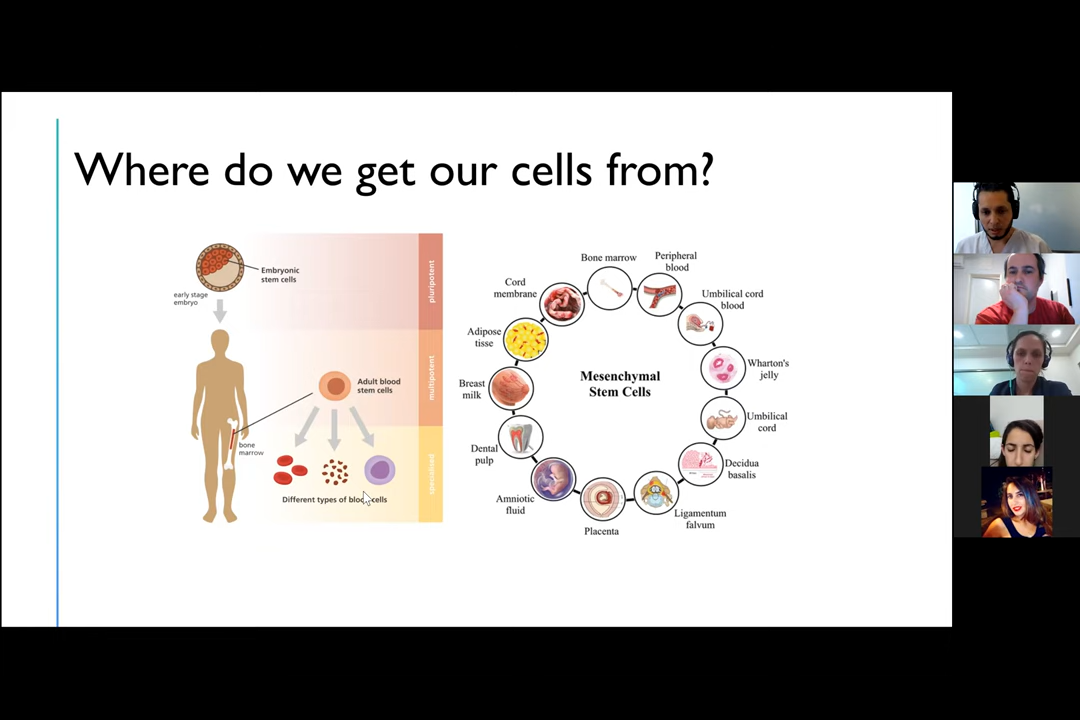 Where do we get our cells from?
Embryonic
stem cells
early stage
embryo
pluripotent
Adult blood
stem cells
multipotent
bone
marrow
Different types of blood cells
specialised
Mesenchymal
Stem Cells
Bone marrow
Peripheral
blood
Umbilical cord
blood
Wharton's
jelly
Umbilical
cord
Decidua
basalis
Ligamentum
falvum
Placenta
Amniotic
fluid
Dental
pulp
Breast
milk
Adipose
tisse
Cord
membrane